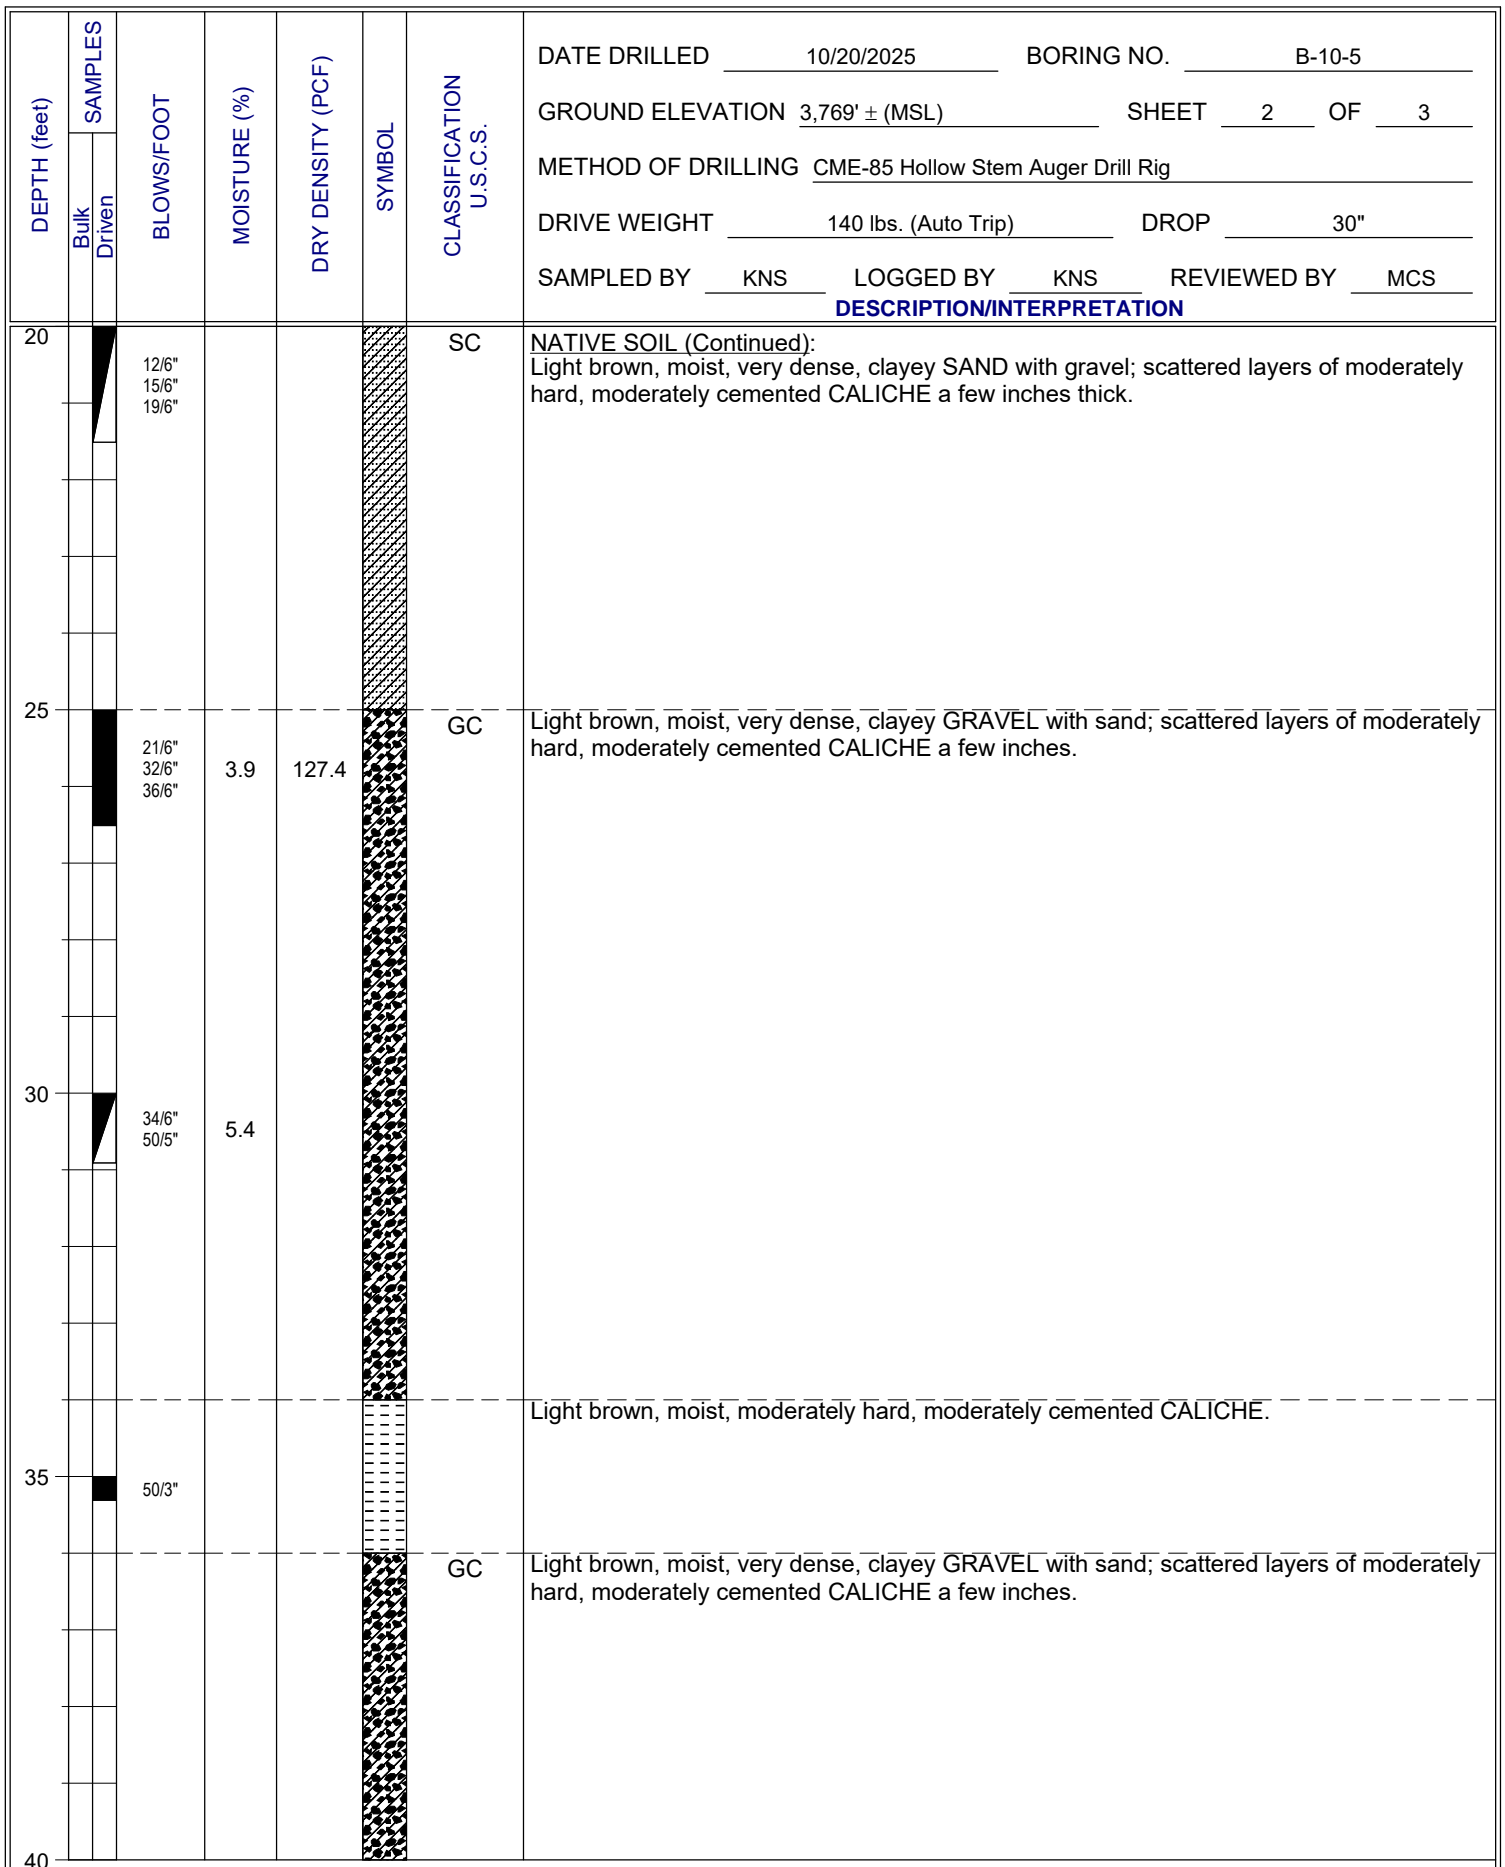 DEPTH (feet)
SAMPLES
Bulk
Driven
BLOWS/FOOT
MOISTURE (%)
DRY DENSITY (PCF)
SYMBOL
CLASSIFICATION
U.S.C.S.
DATE DRILLED 10/20/2025 BORING NO. B-10-5
GROUND ELEVATION 3,769' ± (MSL) SHEET 2 OF 3
METHOD OF DRILLING CME-85 Hollow Stem Auger Drill Rig
DRIVE WEIGHT 140 lbs. (Auto Trip) DROP 30"
SAMPLED BY KNS LOGGED BY KNS REVIEWED BY MCS
DESCRIPTION/INTERPRETATION
20
12/6"
15/6"
19/6"
SC
NATIVE SOIL (Continued):
Light brown, moist, very dense, clayey SAND with gravel; scattered layers of moderately
hard, moderately cemented CALICHE a few inches thick.
25
21/6"
32/6"
36/6"
3.9
127.4
GC
Light brown, moist, very dense, clayey GRAVEL with sand; scattered layers of moderately
hard, moderately cemented CALICHE a few inches.
30
34/6"
50/5"
5.4
Light brown, moist, moderately hard, moderately cemented CALICHE.
35
50/3"
GC
Light brown, moist, very dense, clayey GRAVEL with sand; scattered layers of moderately
hard, moderately cemented CALICHE a few inches.
40